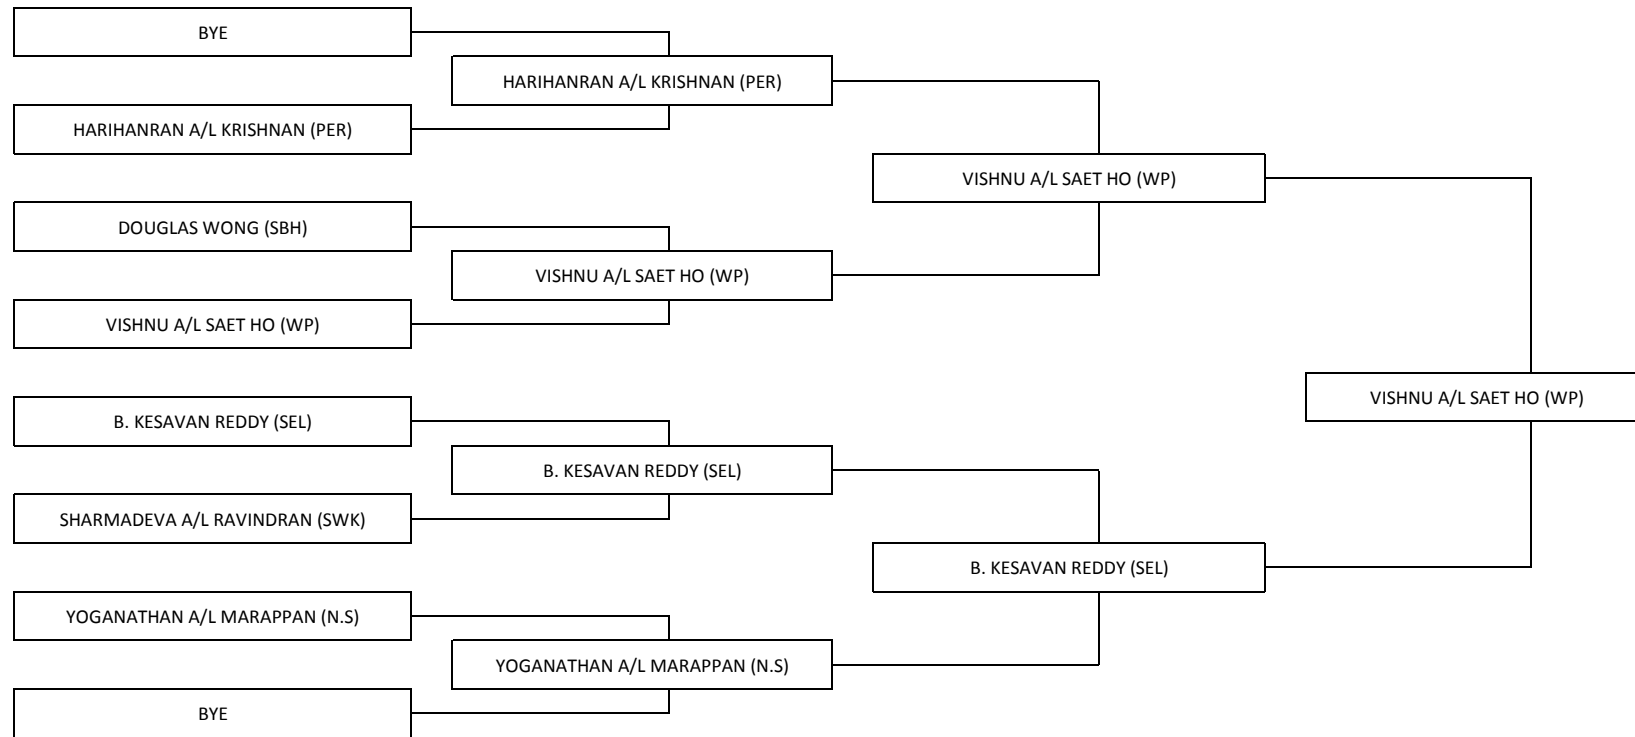 BYE
HARIHANRAN A/L KRISHNAN (PER)
HARIHANRAN A/L KRISHNAN (PER)
VISHNU A/L SAET HO (WP)
DOUGLAS WONG (SBH)
VISHNU A/L SAET HO (WP)
VISHNU A/L SAET HO (WP)
VISHNU A/L SAET HO (WP)
B. KESAVAN REDDY (SEL)
B. KESAVAN REDDY (SEL)
SHARMADEVA A/L RAVINDRAN (SWK)
B. KESAVAN REDDY (SEL)
YOGANATHAN A/L MARAPPAN (N.S)
YOGANATHAN A/L MARAPPAN (N.S)
BYE